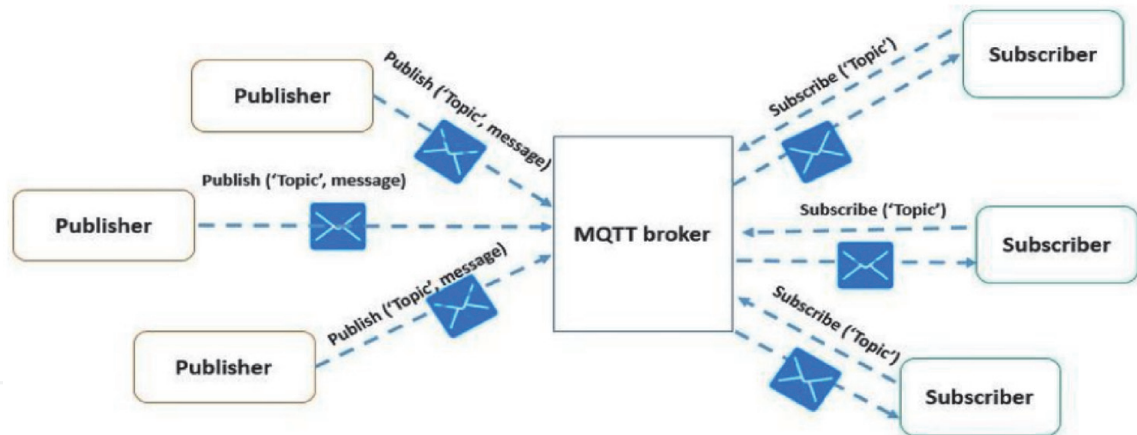 Publisher
Publish (‘Topic’, message)
Publish (‘Topic’, message)
Publisher
Publish (‘Topic’, message)
Publisher
MQTT broker
Subscribe (‘Topic’)
Subscriber
Subscribe (‘Topic’)
Subscriber
Subscribe (‘Topic’)
Subscriber